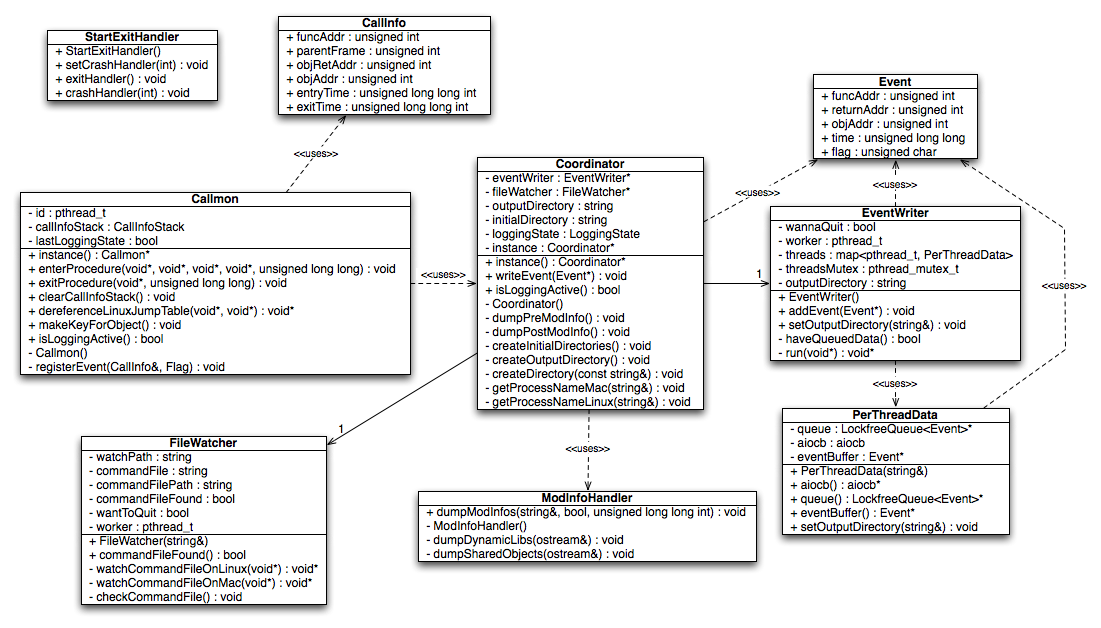 StartExitHandler
+ StartExitHandler()
+ setCrashHandler(int) : void
+ exitHandler() : void
+ crashHandler(int) : void
CallInfo
+ funcAddr : unsigned int
+ parentFrame : unsigned int
+ objRetAddr : unsigned int
+ objAddr : unsigned int
+ entryTime : unsigned long long int
+ exitTime : unsigned long long int
Event
+ funcAddr : unsigned int
+ returnAddr : unsigned int
+ objAddr : unsigned int
+ time : unsigned long long
+ flag : unsigned char
<<uses>>
Callmon
- id : pthread_t
- callInfoStack : CallInfoStack
- lastLoggingState : bool
+ instance() : Callmon*
+ enterProcedure(void*, void*, void*, void*, unsigned long long) : void
+ exitProcedure(void*, unsigned long long) : void
+ clearCallInfoStack() : void
+ dereferenceLinuxJumpTable(void*, void*) : void*
+ makeKeyForObject() : void
+ isLoggingActive() : bool
- Callmon()
- registerEvent(CallInfo&, Flag) : void
<<uses>>
Coordinator
- eventWriter : EventWriter*
- fileWatcher : FileWatcher*
- outputDirectory : string
- initialDirectory : string
- loggingState : LoggingState
- instance : Coordinator*
+ instance() : Coordinator*
+ writeEvent(Event*) : void
+ isLoggingActive() : bool
- Coordinator()
- dumpPreModInfo() : void
- dumpPostModInfo() : void
- createInitialDirectories() : void
- createOutputDirectory() : void
- createDirectory(const string&) : void
- getProcessNameMac(string&) : void
- getProcessNameLinux(string&) : void
<<uses>>
<<uses>>
1
EventWriter
- wannaQuit : bool
- worker : pthread_t
- threads : map<pthread_t, PerThreadData>
- threadsMutex : pthread_mutex_t
- outputDirectory : string
+ EventWriter()
+ addEvent(Event*) : void
+ setOutputDirectory(string&) : void
- haveQueuedData() : bool
- run(void*) : void*
<<uses>>
<<uses>>
PerThreadData
- queue : LockfreeQueue<Event>*
- aiocb : aiocb
- eventBuffer : Event*
+ PerThreadData(string&)
+ aiocb() : aiocb*
+ queue() : LockfreeQueue<Event>*
+ eventBuffer() : Event*
+ setOutputDirectory(string&) : void
1
FileWatcher
- watchPath : string
- commandFile : string
- commandFilePath : string
- commandFileFound : bool
- wantToQuit : bool
- worker : pthread_t
+ FileWatcher(string&)
+ commandFileFound() : bool
- watchCommandFileOnLinux(void*) : void*
- watchCommandFileOnMac(void*) : void*
- checkCommandFile() : void
<<uses>>
ModInfoHandler
+ dumpModInfos(string&, bool, unsigned long long int) : void
- ModInfoHandler()
- dumpDynamicLibs(ostream&) : void
- dumpSharedObjects(ostream&) : void